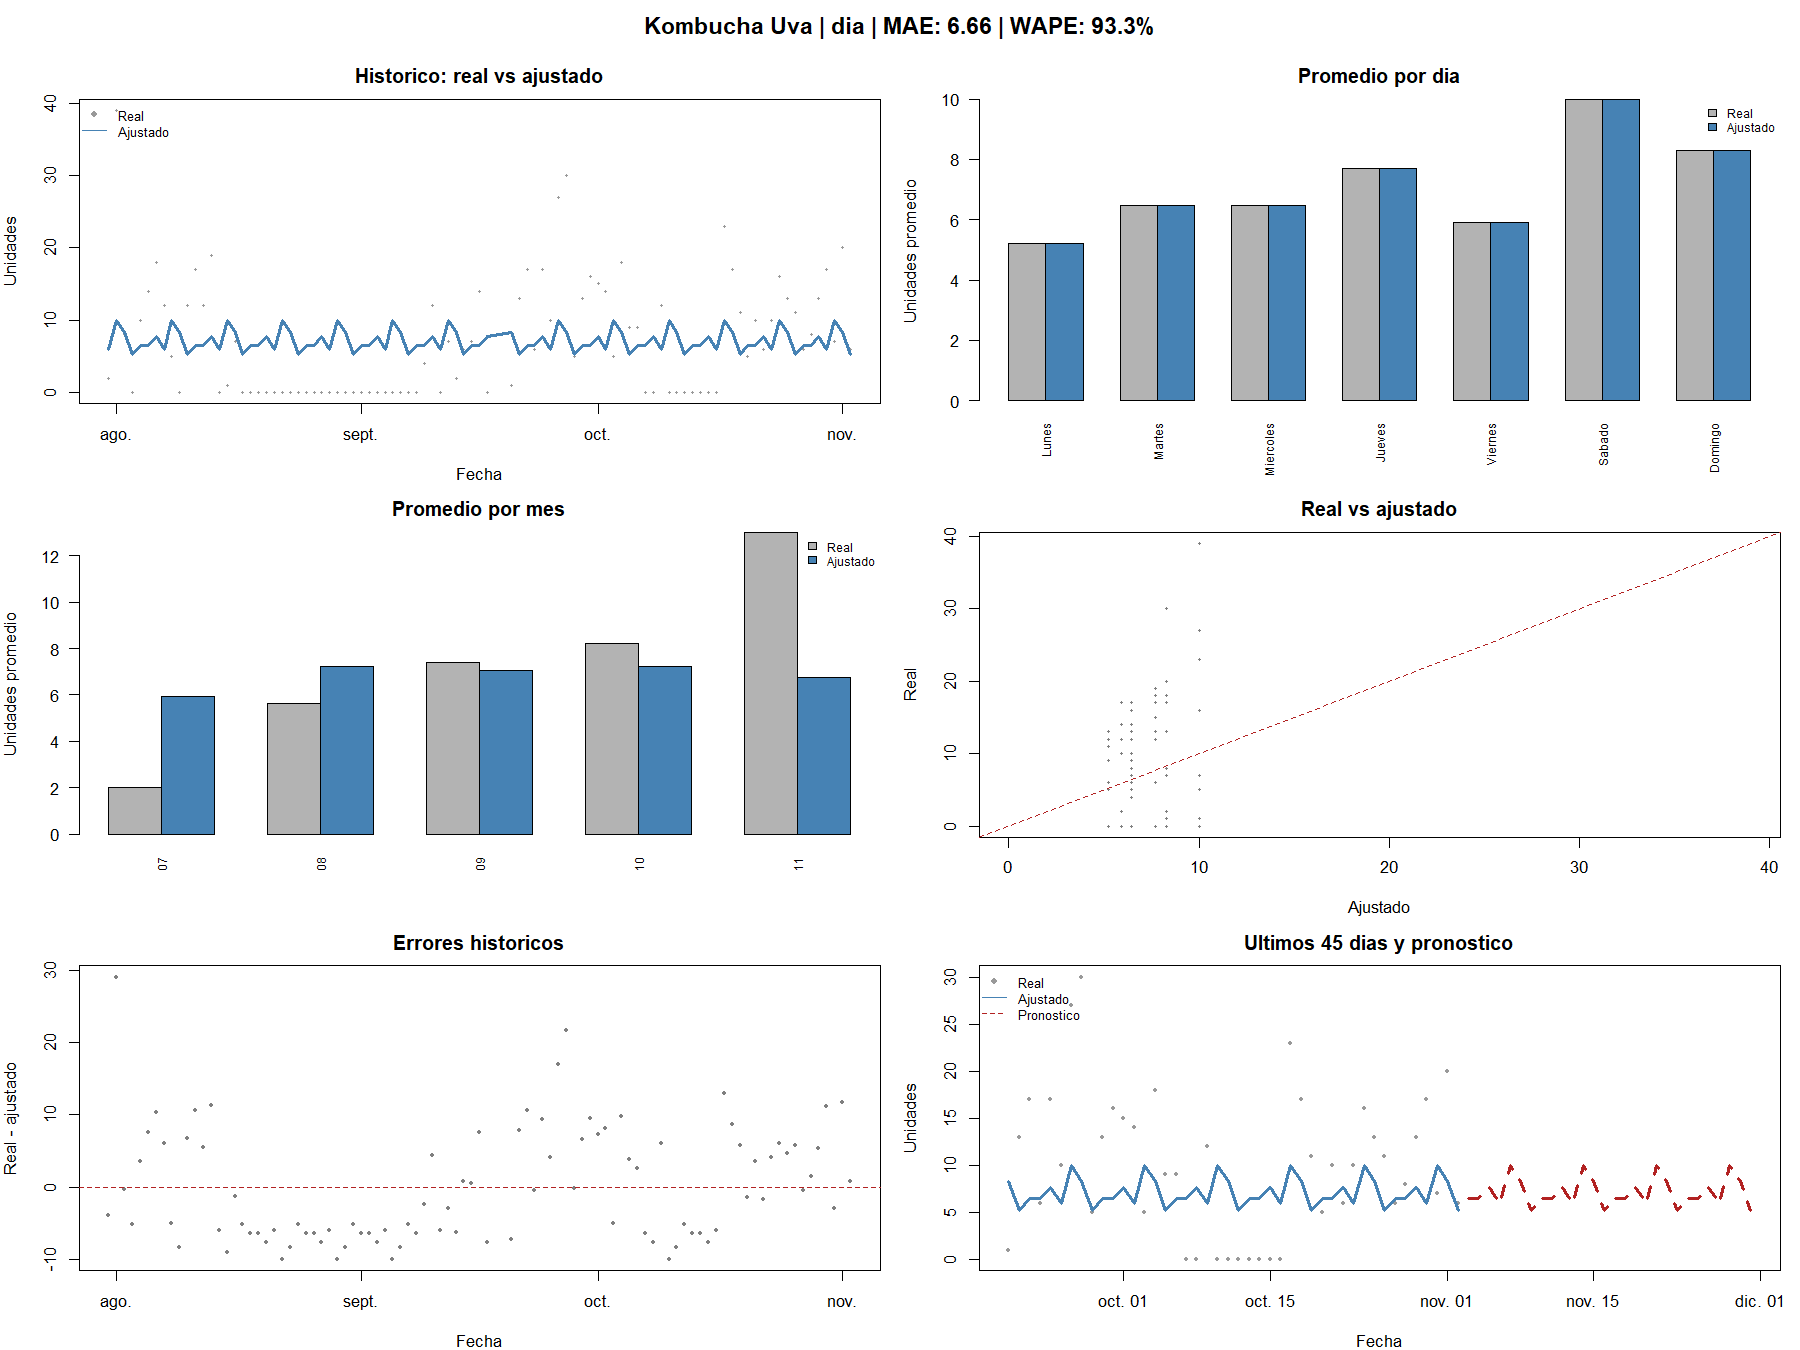 Kombucha Uva | dia | MAE: 6.66 | WAPE: 93.3%
Historico: real vs ajustado
Unidades
0 10 20 30 40
Real
Ajustado
ago. sept. oct. nov.
Fecha
Promedio por dia
Unidades promedio
0 2 4 6 8 10
Real
Ajustado
Lunes Martes Miercoles Jueves Viernes Sabado Domingo
Promedio por mes
Unidades promedio
0 2 4 6 8 10 12
Real
Ajustado
07 08 09 10 11
Real vs ajustado
Real
0 10 20 30 40
0 10 20 30 40
Ajustado
Errores historicos
Real - ajustado
-10 0 10 20 30
ago. sept. oct. nov.
Fecha
Ultimos 45 dias y pronostico
Unidades
0 5 10 15 20 25 30
Real
Ajustado
Pronostico
oct. 01 oct. 15 nov. 01 nov. 15 dic. 01
Fecha